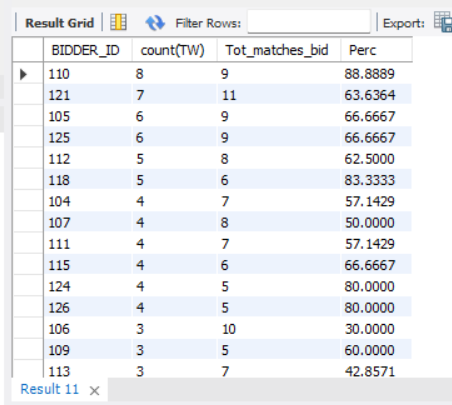 Result Grid Filter Rows: Export:
BIDDER_ID count(TW) Tot_matches_bid Perc
110 8 9 88.8889
121 7 11 63.6364
105 6 9 66.6667
125 6 9 66.6667
112 5 8 62.5000
118 5 6 83.3333
104 4 7 57.1429
107 4 8 50.0000
111 4 7 57.1429
115 4 6 66.6667
124 4 5 80.0000
126 4 5 80.0000
106 3 10 30.0000
109 3 5 60.0000
113 3 7 42.8571
Result 11 ×